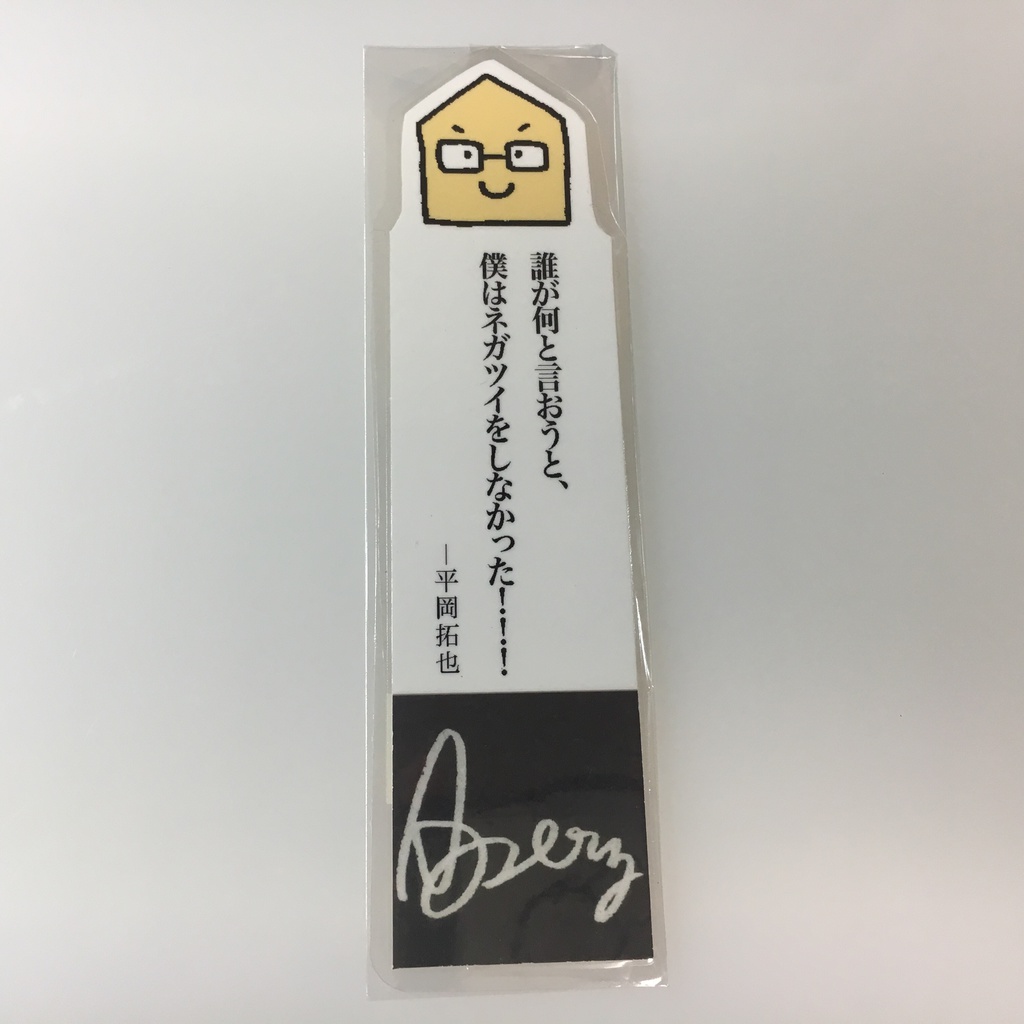 誰が何と言おうと、
僕はネガツイをしなかった！！！
―平岡拓也